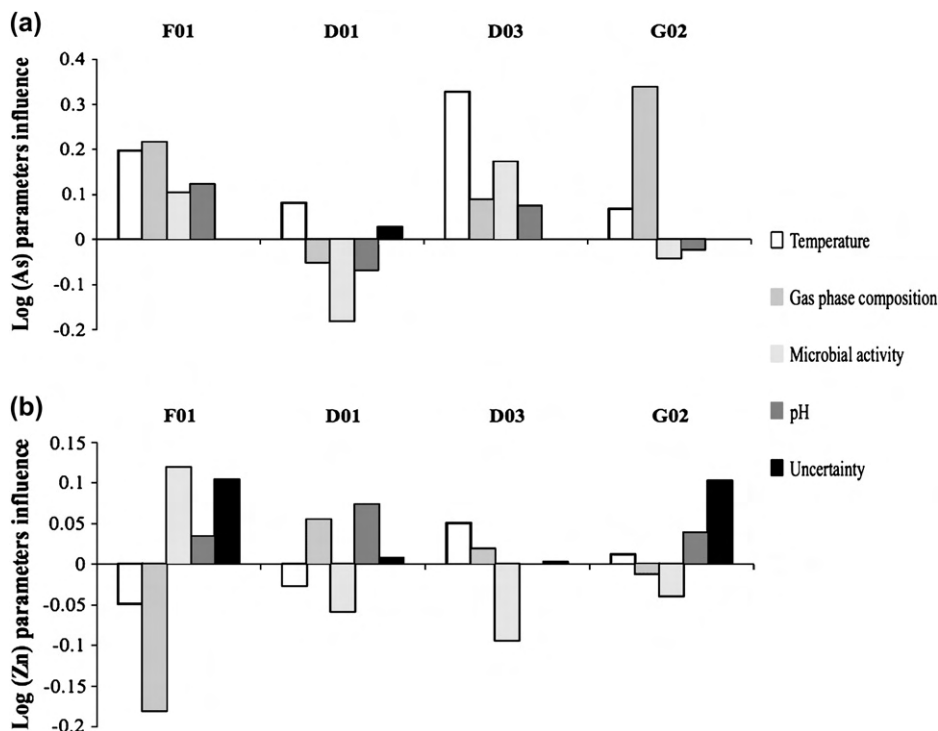 (a)
F01 D01 D03 G02
Log (As) parameters influence
0.4
0.3
0.2
0.1
0
-0.1
-0.2
Temperature
Gas phase composition
Microbial activity
pH
Uncertainty
(b)
F01 D01 D03 G02
Log (Zn) parameters influence
0.15
0.1
0.05
0
-0.05
-0.1
-0.15
-0.2